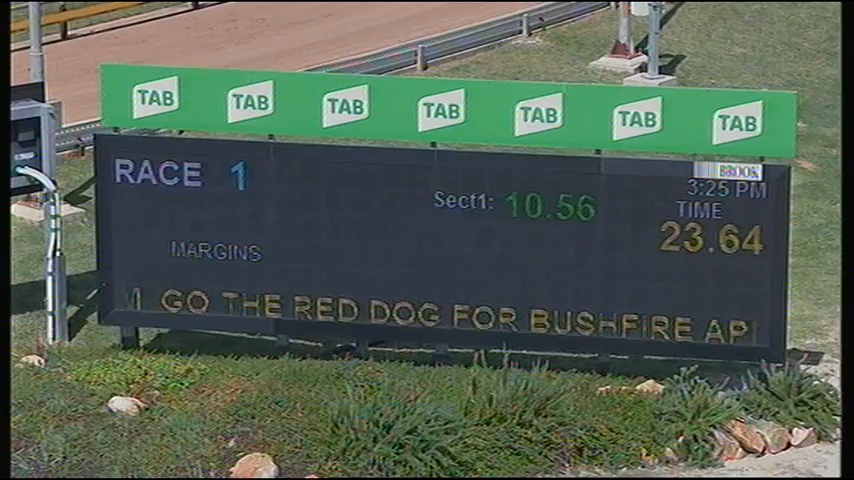 TAB TAB TAB TAB TAB TAB TAB
BROOK
RACE 1
3:25 PM
Sect1: 10.56
TIME
23.64
MARGINS
M GO THE RED DOG FOR BUSHFIRE AP